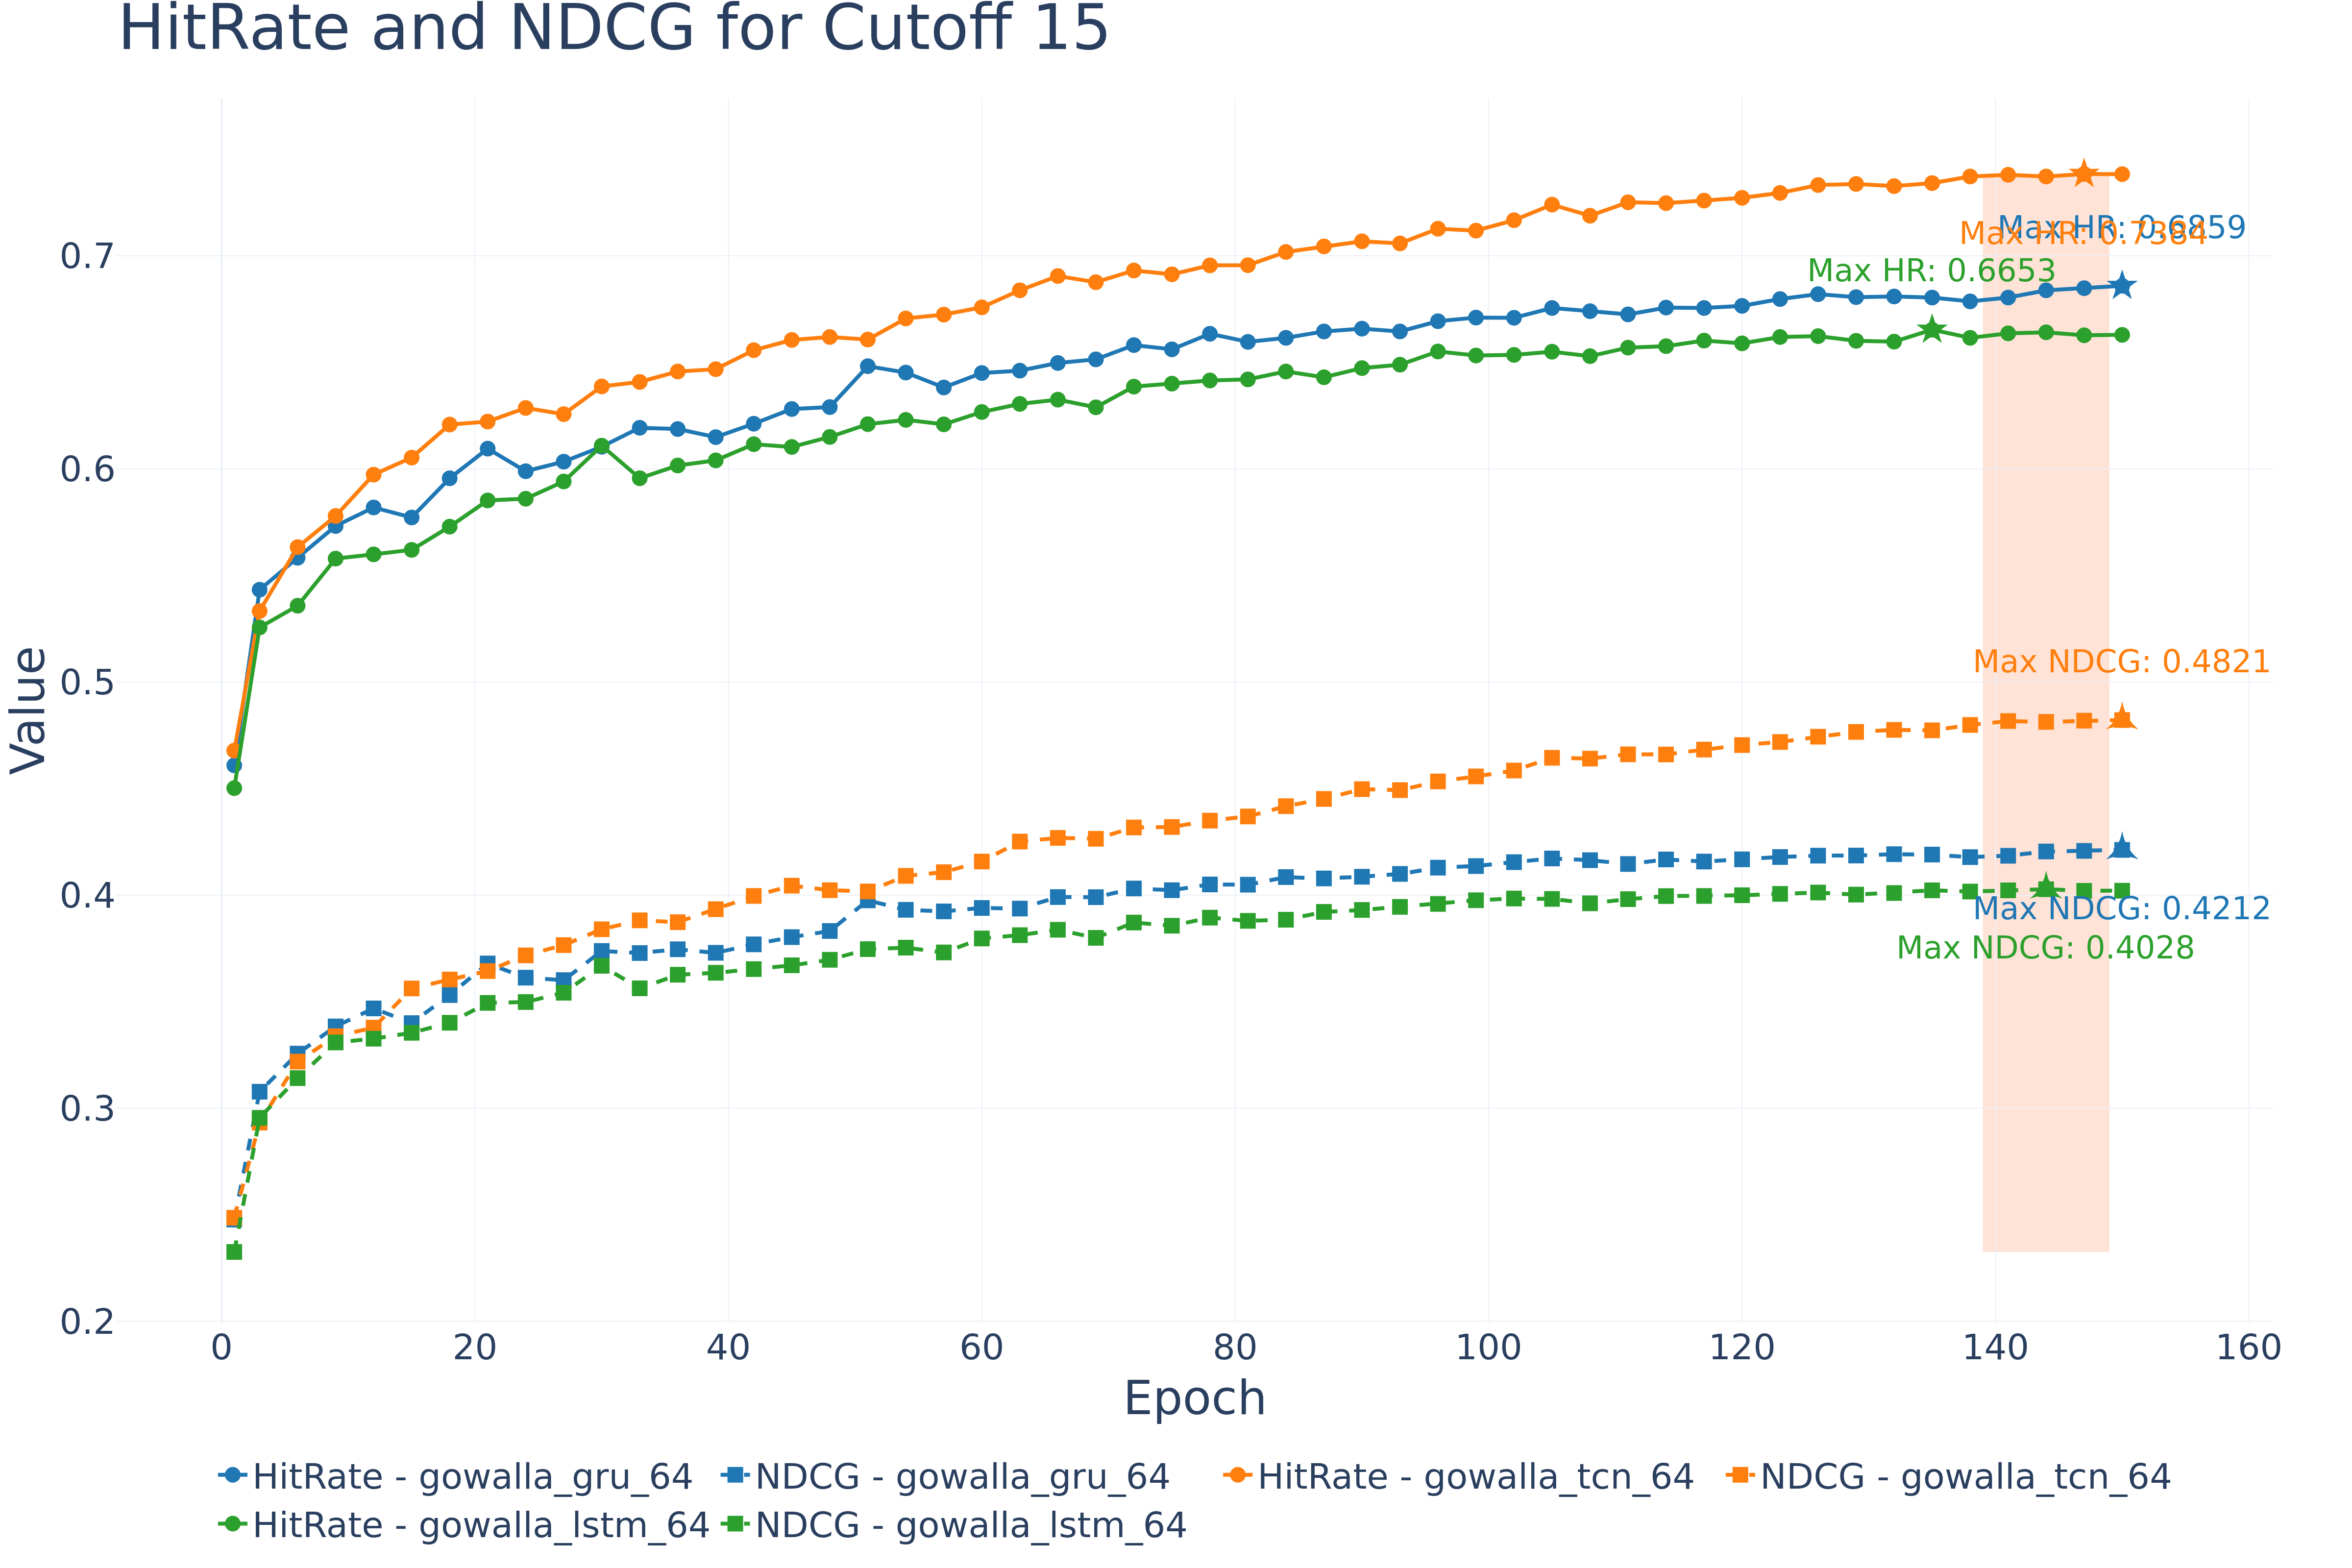 HitRate and NDCG for Cutoff 15
Max HR: 0.6859
Max HR: 0.7384
Max HR: 0.6653
Max NDCG: 0.4821
Max NDCG: 0.4212
Max NDCG: 0.4028
Value
0.7
0.6
0.5
0.4
0.3
0.2
0 20 40 60 80 100 120 140 160
Epoch
HitRate - gowalla_gru_64 NDCG - gowalla_gru_64 HitRate - gowalla_tcn_64 NDCG - gowalla_tcn_64
HitRate - gowalla_lstm_64 NDCG - gowalla_lstm_64